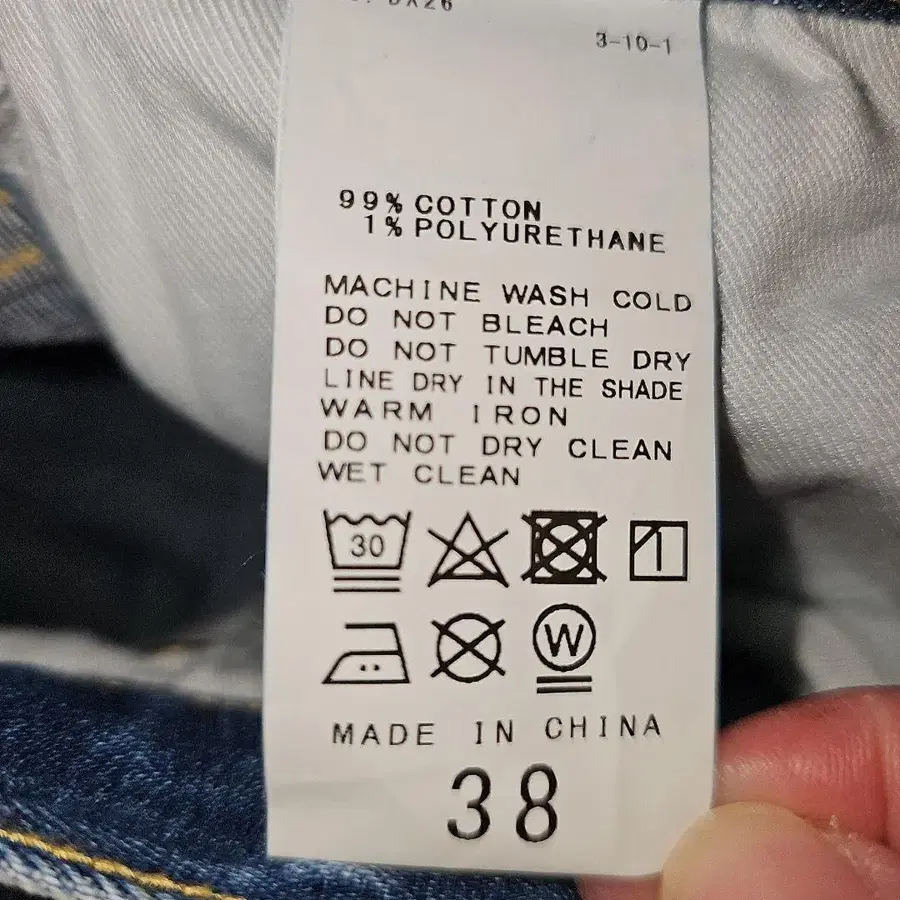 3-10-1
99% COTTON
1% POLYURETHANE
MACHINE WASH COLD
DO NOT BLEACH
DO NOT TUMBLE DRY
LINE DRY IN THE SHADE
WARM IRON
DO NOT DRY CLEAN
WET CLEAN
30
W
MADE IN CHINA
38